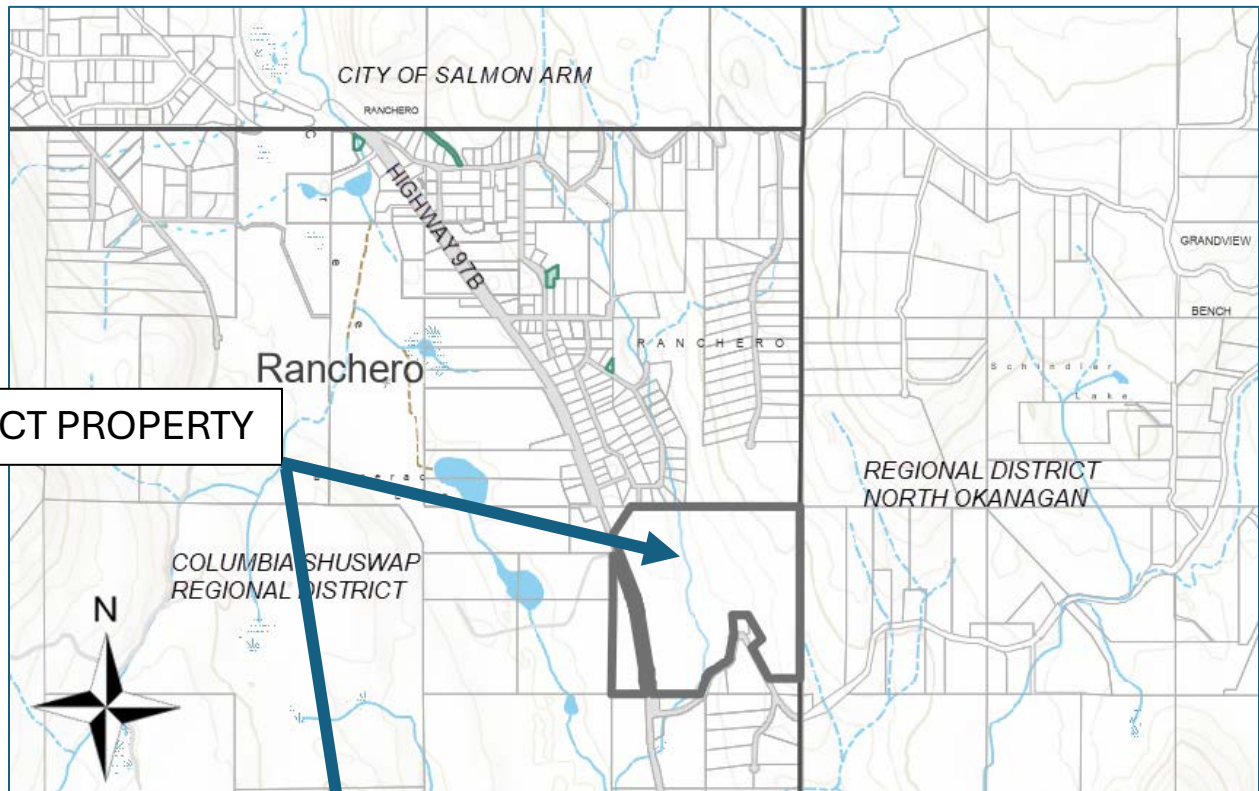 CITY OF SALMON ARM
RANCHERO
HIGHWAY 97B
GRANDVIEW
BENCH
RANCHERO
Ranchero
Schindler
Lake
CT PROPERTY
REGIONAL DISTRICT
NORTH OKANAGAN
COLUMBIA SHUSWAP
REGIONAL DISTRICT
N